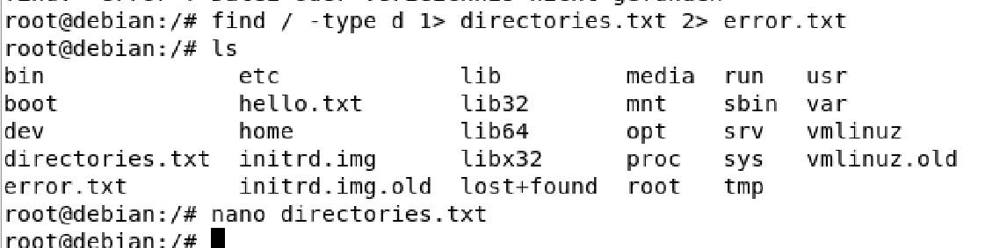 root@debian:/# find / -type d 1> directories.txt 2> error.txt
root@debian:/# ls
bin etc lib media run usr
boot hello.txt lib32 mnt sbin var
dev home lib64 opt srv vmlinuz
directories.txt initrd.img libx32 proc sys vmlinuz.old
error.txt initrd.img.old lost+found root tmp
root@debian:/# nano directories.txt
root@debian:/#